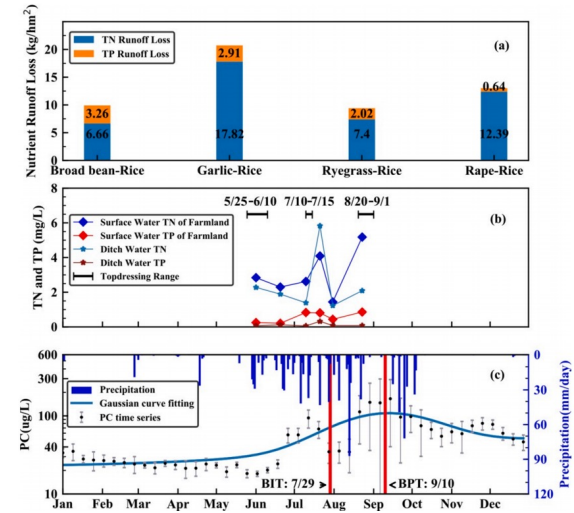 Nutrient Runoff Loss (kg/hm²)
25
20
15
10
5
0
TN Runoff Loss
TP Runoff Loss
(a)
3.26
6.66
2.91
17.82
2.02
7.4
0.64
12.39
Broad bean-Rice Garlic-Rice Ryegrass-Rice Rape-Rice
TN and TP (mg/L)
8
6
4
2
0
5/25-6/10 7/10-7/15 8/20-9/1
(b)
Surface Water TN of Farmland
Surface Water TP of Farmland
Ditch Water TN
Ditch Water TP
Topdressing Range
PC(ug/L)
600
300
100
40
10
(c)
Precipitation
Gaussian curve fitting
PC time series
BIT: 7/29
BPT: 9/10
0
30
60
90
120
Precipitation(mm/day)
Jan Feb Mar Apr May Jun Jul Aug Sep Oct Nov Dec